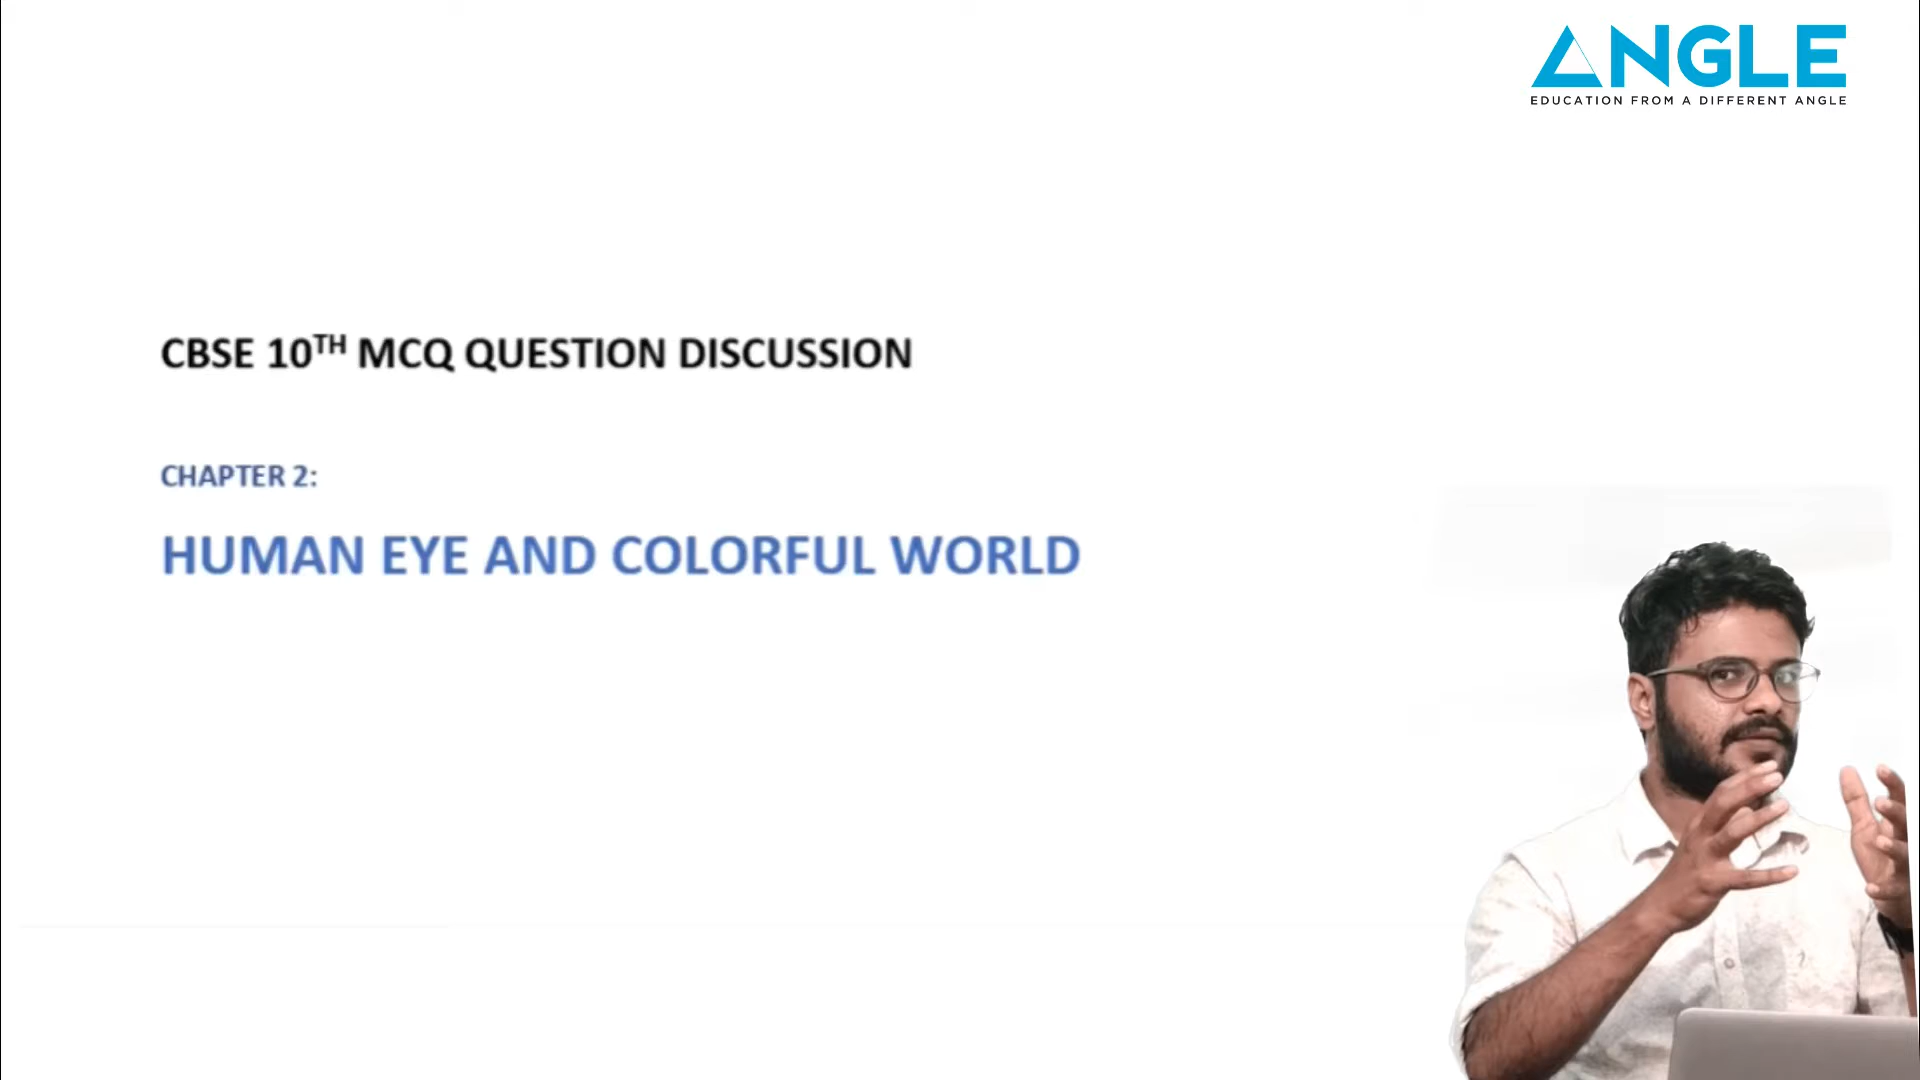 ANGLE
EDUCATION FROM A DIFFERENT ANGLE
CBSE 10TH MCQ QUESTION DISCUSSION
CHAPTER 2:
HUMAN EYE AND COLORFUL WORLD